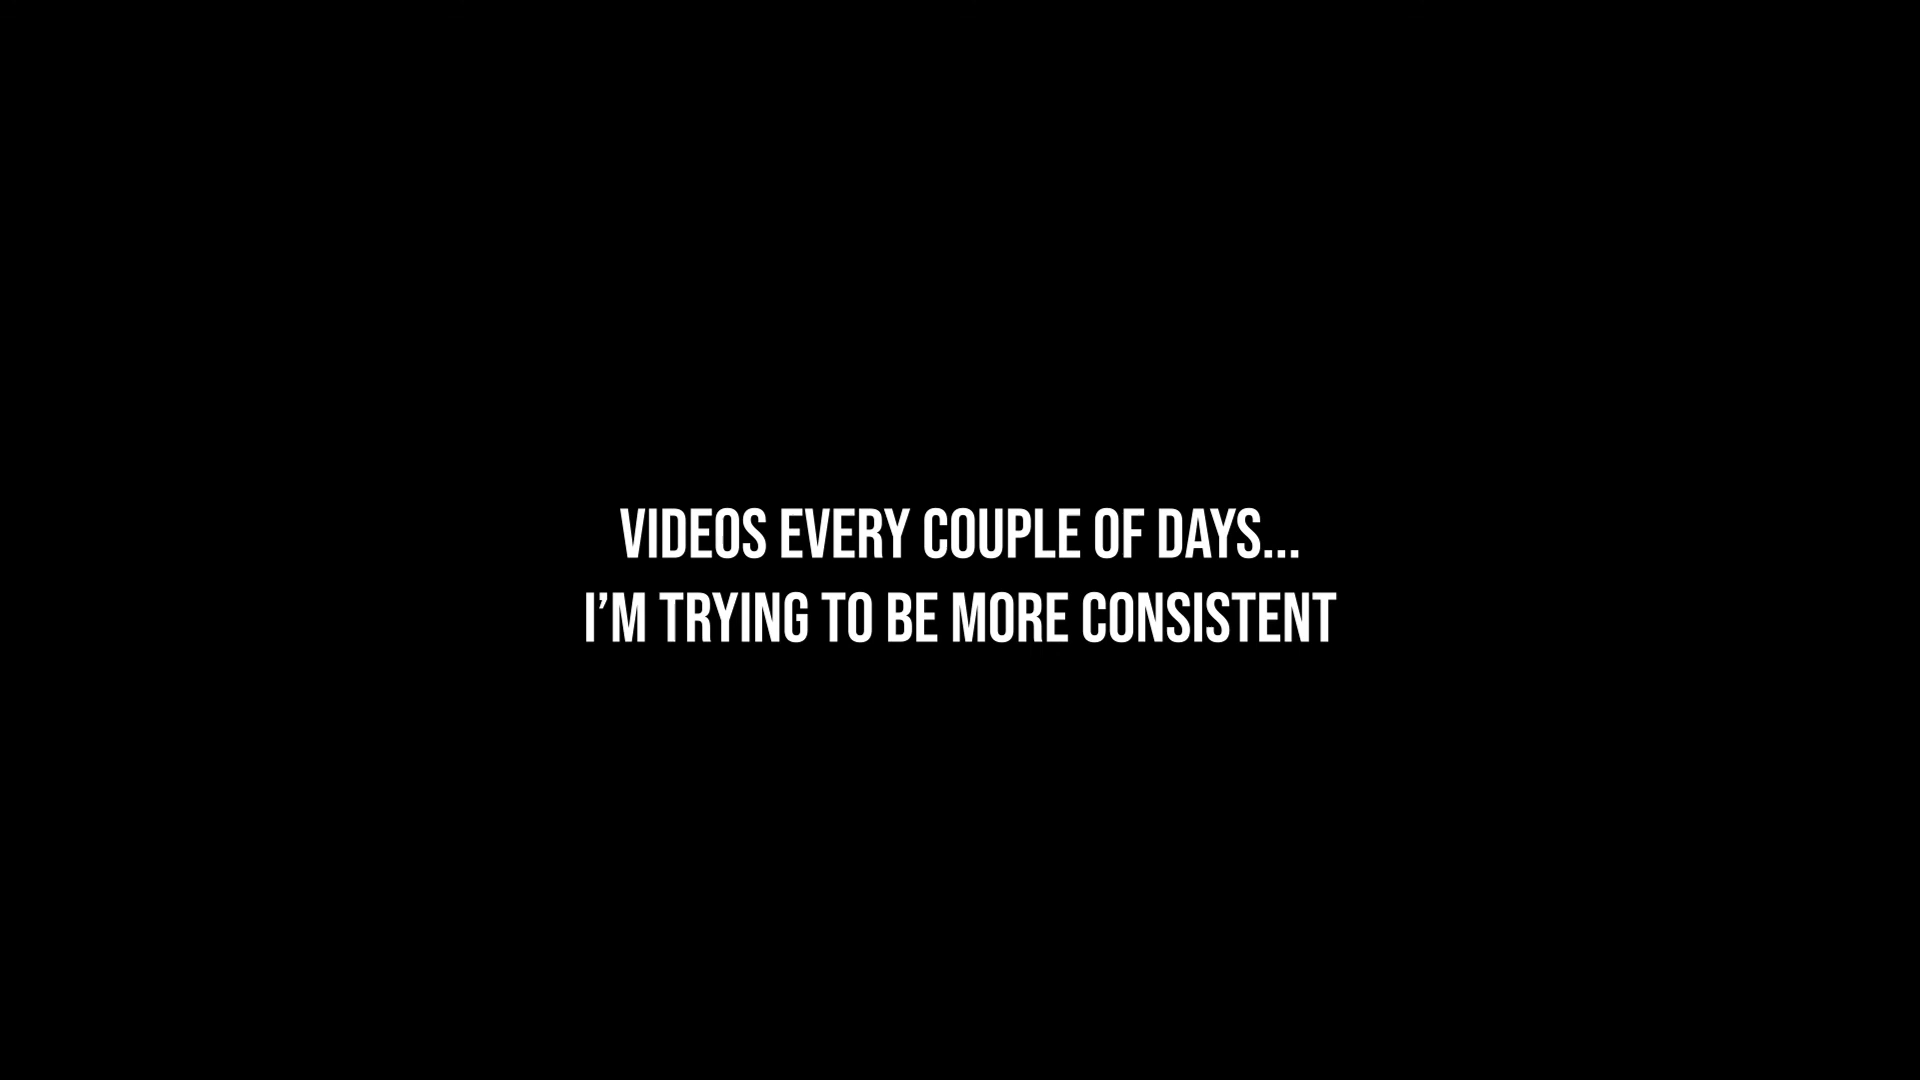 VIDEOS EVERY COUPLE OF DAYS...
I’M TRYING TO BE MORE CONSISTENT